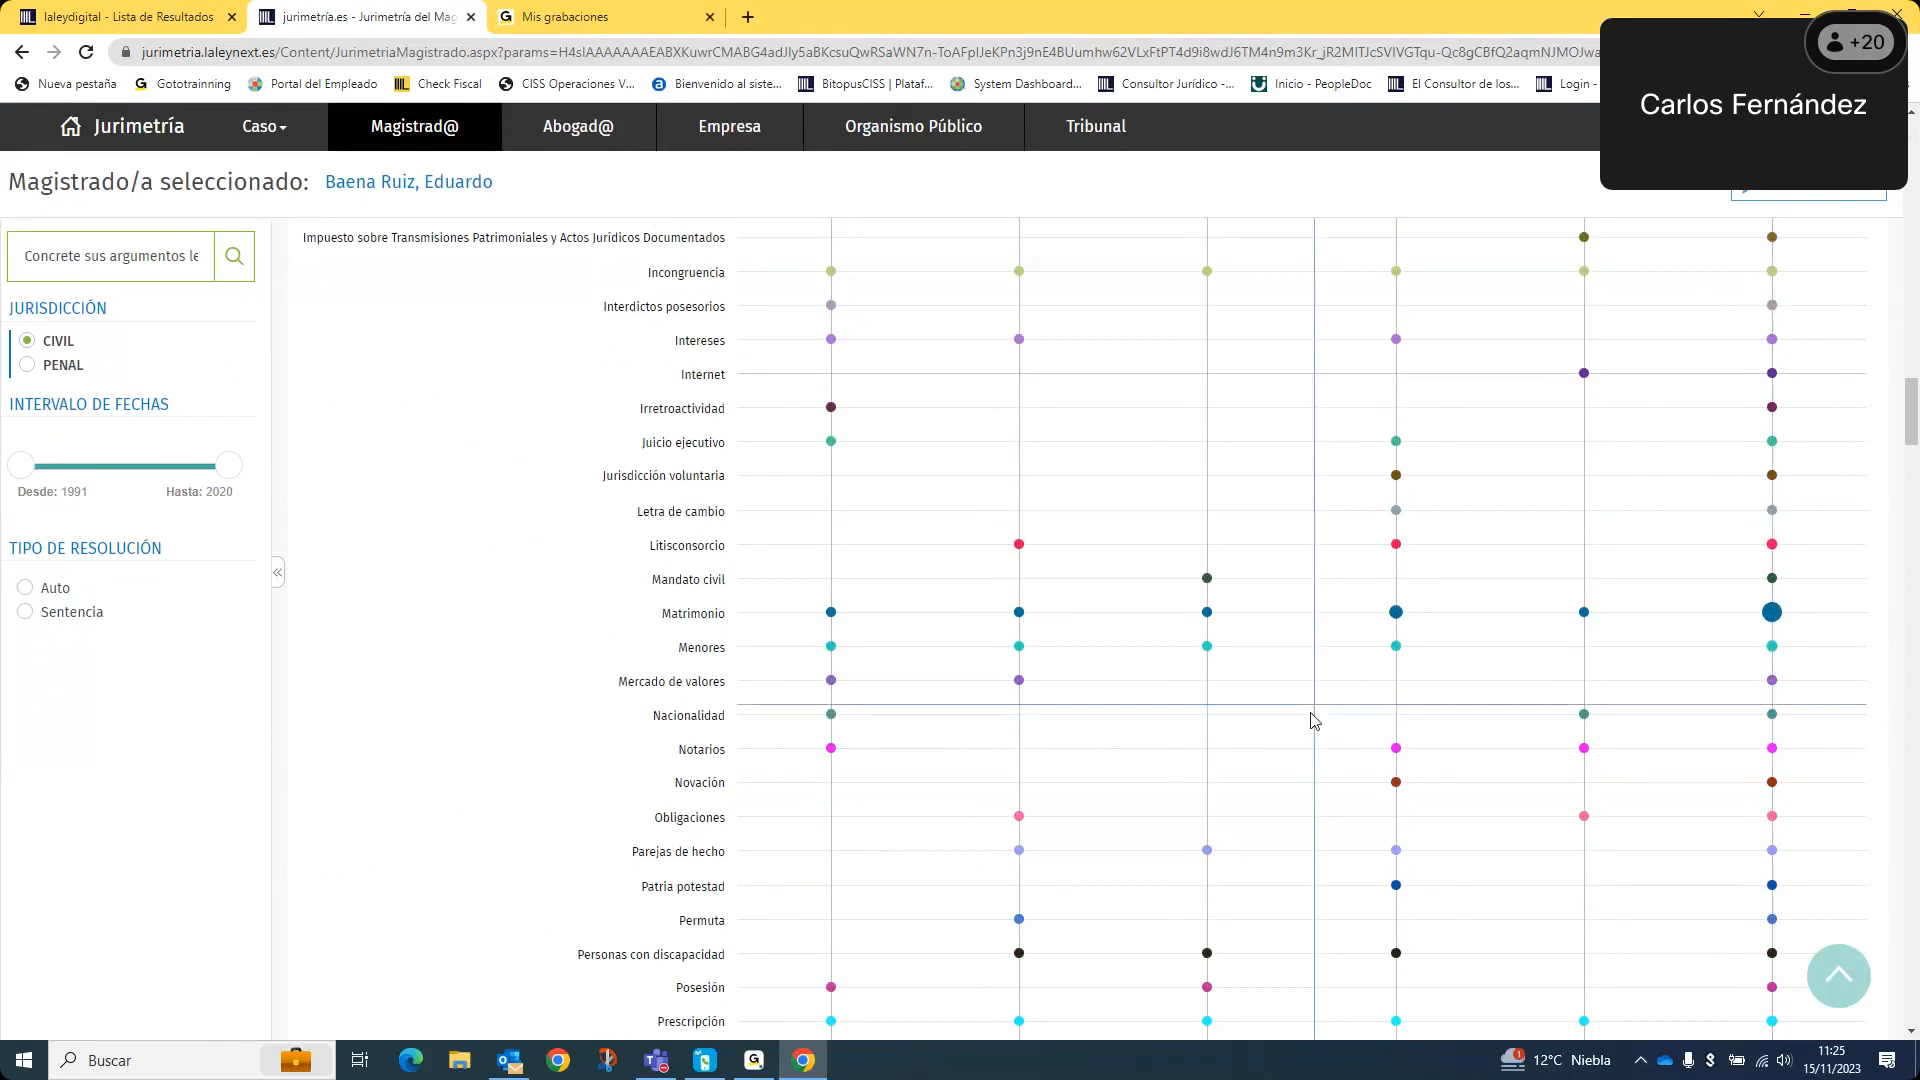 laleydigital - Lista de Resultados
jurimetría.es - Jurimetría del Mag
Mis grabaciones
jurimetria.laleynext.es/Content/JurimetriaMagistrado.aspx?params=
Nueva pestaña
Gototrainning
Portal del Empleado
Check Fiscal
CISS Operaciones V...
Bienvenido al siste...
BitopusCISS | Plataf...
System Dashboard...
Consultor Jurídico -...
Inicio - PeopleDoc
El Consultor de los...
Login -
+20
Carlos Fernández
Jurimetría
Caso
Magistrad@
Abogad@
Empresa
Organismo Público
Tribunal
Magistrado/a seleccionado: Baena Ruiz, Eduardo
Concrete sus argumentos le
JURISDICCIÓN
CIVIL
PENAL
INTERVALO DE FECHAS
Desde: 1991
Hasta: 2020
TIPO DE RESOLUCIÓN
Auto
Sentencia
Impuesto sobre Transmisiones Patrimoniales y Actos Jurídicos Documentados
Incongruencia
Interdictos posesorios
Intereses
Internet
Irretroactividad
Juicio ejecutivo
Jurisdicción voluntaria
Letra de cambio
Litisconsorcio
Mandato civil
Matrimonio
Menores
Mercado de valores
Nacionalidad
Notarios
Novación
Obligaciones
Parejas de hecho
Patria potestad
Permuta
Personas con discapacidad
Posesión
Prescripción
Buscar
12°C Niebla
11:25
15/11/2023